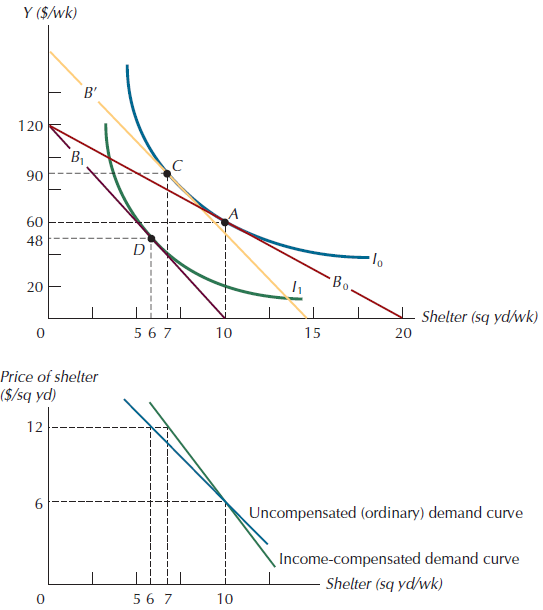 Y ($/wk)
B'
120
B1
C
90
A
60
48
D
I0
B0
20
I1
Shelter (sq yd/wk)
0 5 6 7 10 15 20
Price of shelter
($/sq yd)
12
6
Uncompensated (ordinary) demand curve
Income-compensated demand curve
Shelter (sq yd/wk)
0 5 6 7 10